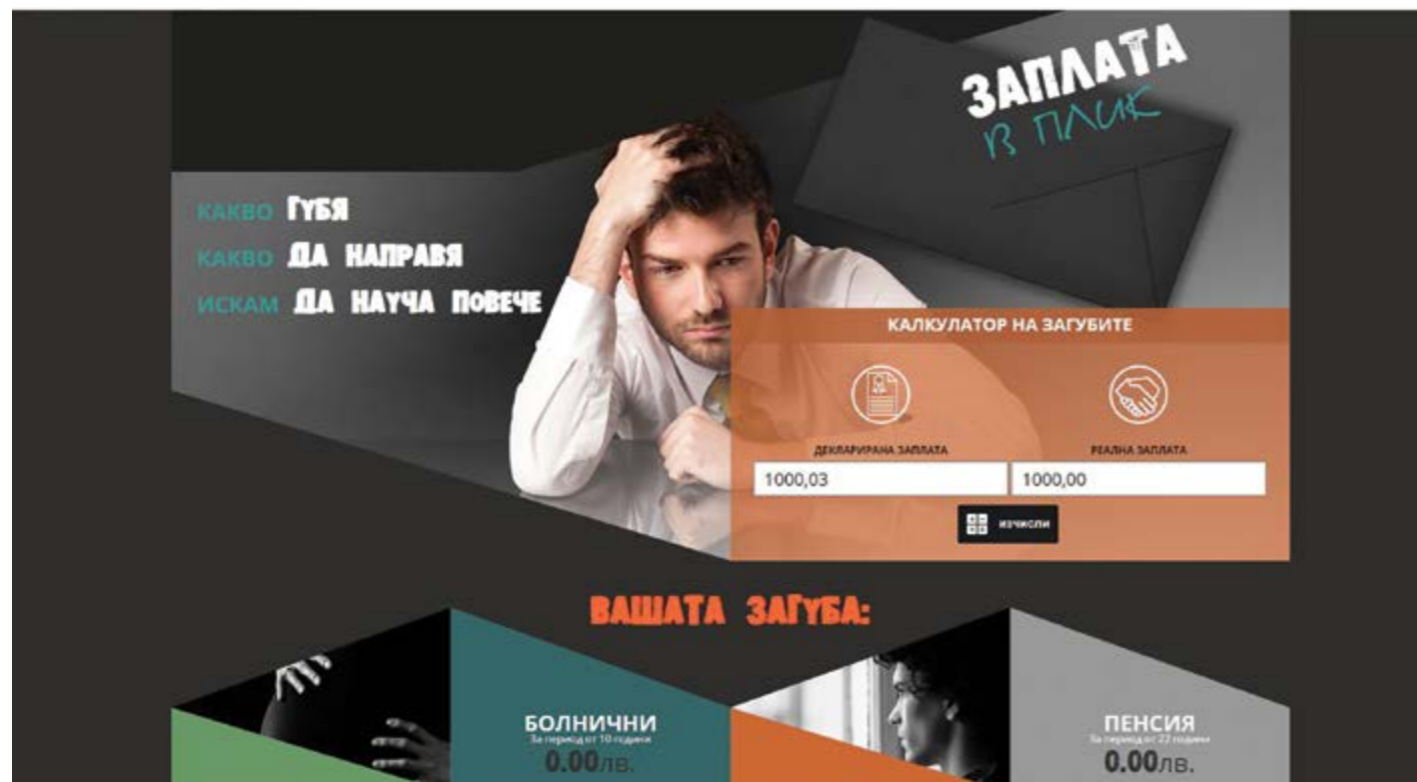 ЗАПЛАТА
В ПЛИК
КАКВО ГУБЯ
КАКВО ДА НАПРАВЯ
ИСКАМ ДА НАУЧА ПОВЕЧЕ
КАЛКУЛАТОР НА ЗАГУБИТЕ
ДЕКЛАРИРАНА ЗАПЛАТА
РЕАЛНА ЗАПЛАТА
1000,03
1000,00
ИЗЧИСЛИ
ВАШАТА ЗАГУБА:
БОЛНИЧНИ
За период от 10 години
0.00лв.
ПЕНСИЯ
За период от 22 години
0.00лв.